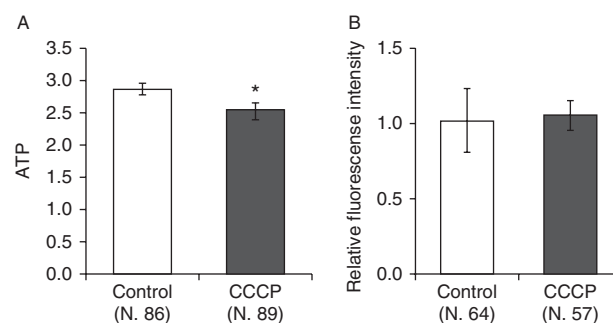 A
ATP
3.5
3.0
2.5
2.0
1.5
1.0
0.5
0.0
*
Control
(N. 86)
CCCP
(N. 89)
B
Relative fluorescense intensity
1.5
1.0
0.5
0.0
Control
(N. 64)
CCCP
(N. 57)